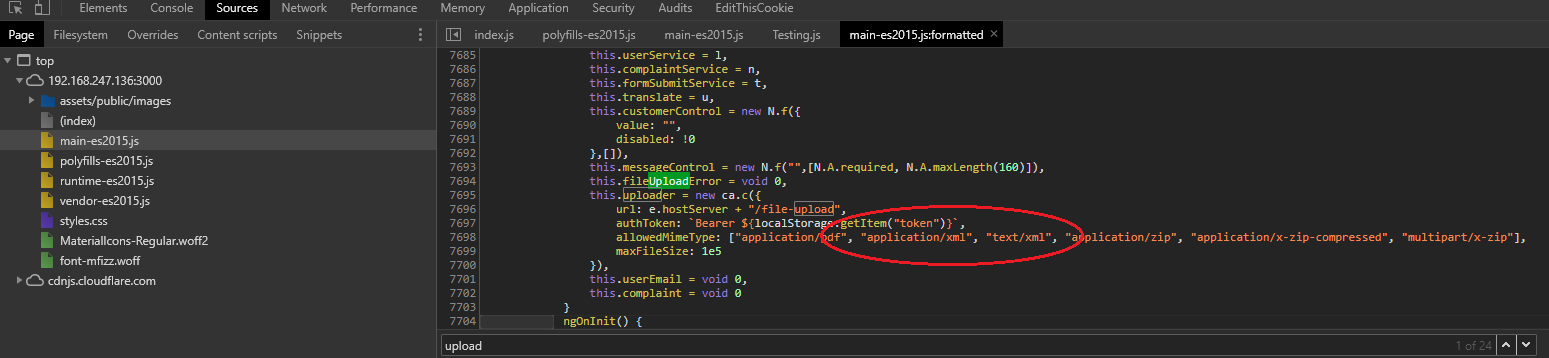 Elements Console Sources Network Performance Memory Application Security Audits EditThisCookie
Page Filesystem Overrides Content scripts Snippets
index.js polyfills-es2015.js main-es2015.js Testing.js main-es2015.js:formatted ×
top
192.168.247.136:3000
assets/public/images
(index)
main-es2015.js
polyfills-es2015.js
runtime-es2015.js
vendor-es2015.js
styles.css
MaterialIcons-Regular.woff2
font-mfizz.woff
cdnjs.cloudflare.com
7685 this.userService = l,
7686 this.complaintService = n,
7687 this.formSubmitService = t,
7688 this.translate = u,
7689 this.customerControl = new N.f({
7690 value: "",
7691 disabled: !0
7692 },[]),
7693 this.messageControl = new N.f("",[N.A.required, N.A.maxLength(160)]),
7694 this.fileUploadError = void 0,
7695 this.uploader = new ca.c({
7696 url: e.hostServer + "/file-upload",
7697 authToken: `Bearer ${localStorage.getItem("token")}`,
7698 allowedMimeType: ["application/pdf", "application/xml", "text/xml", "application/zip", "application/x-zip-compressed", "multipart/x-zip"],
7699 maxFileSize: 1e5
7700 }),
7701 this.userEmail = void 0,
7702 this.complaint = void 0
7703 }
7704 ngOnInit() {
upload 1 of 24